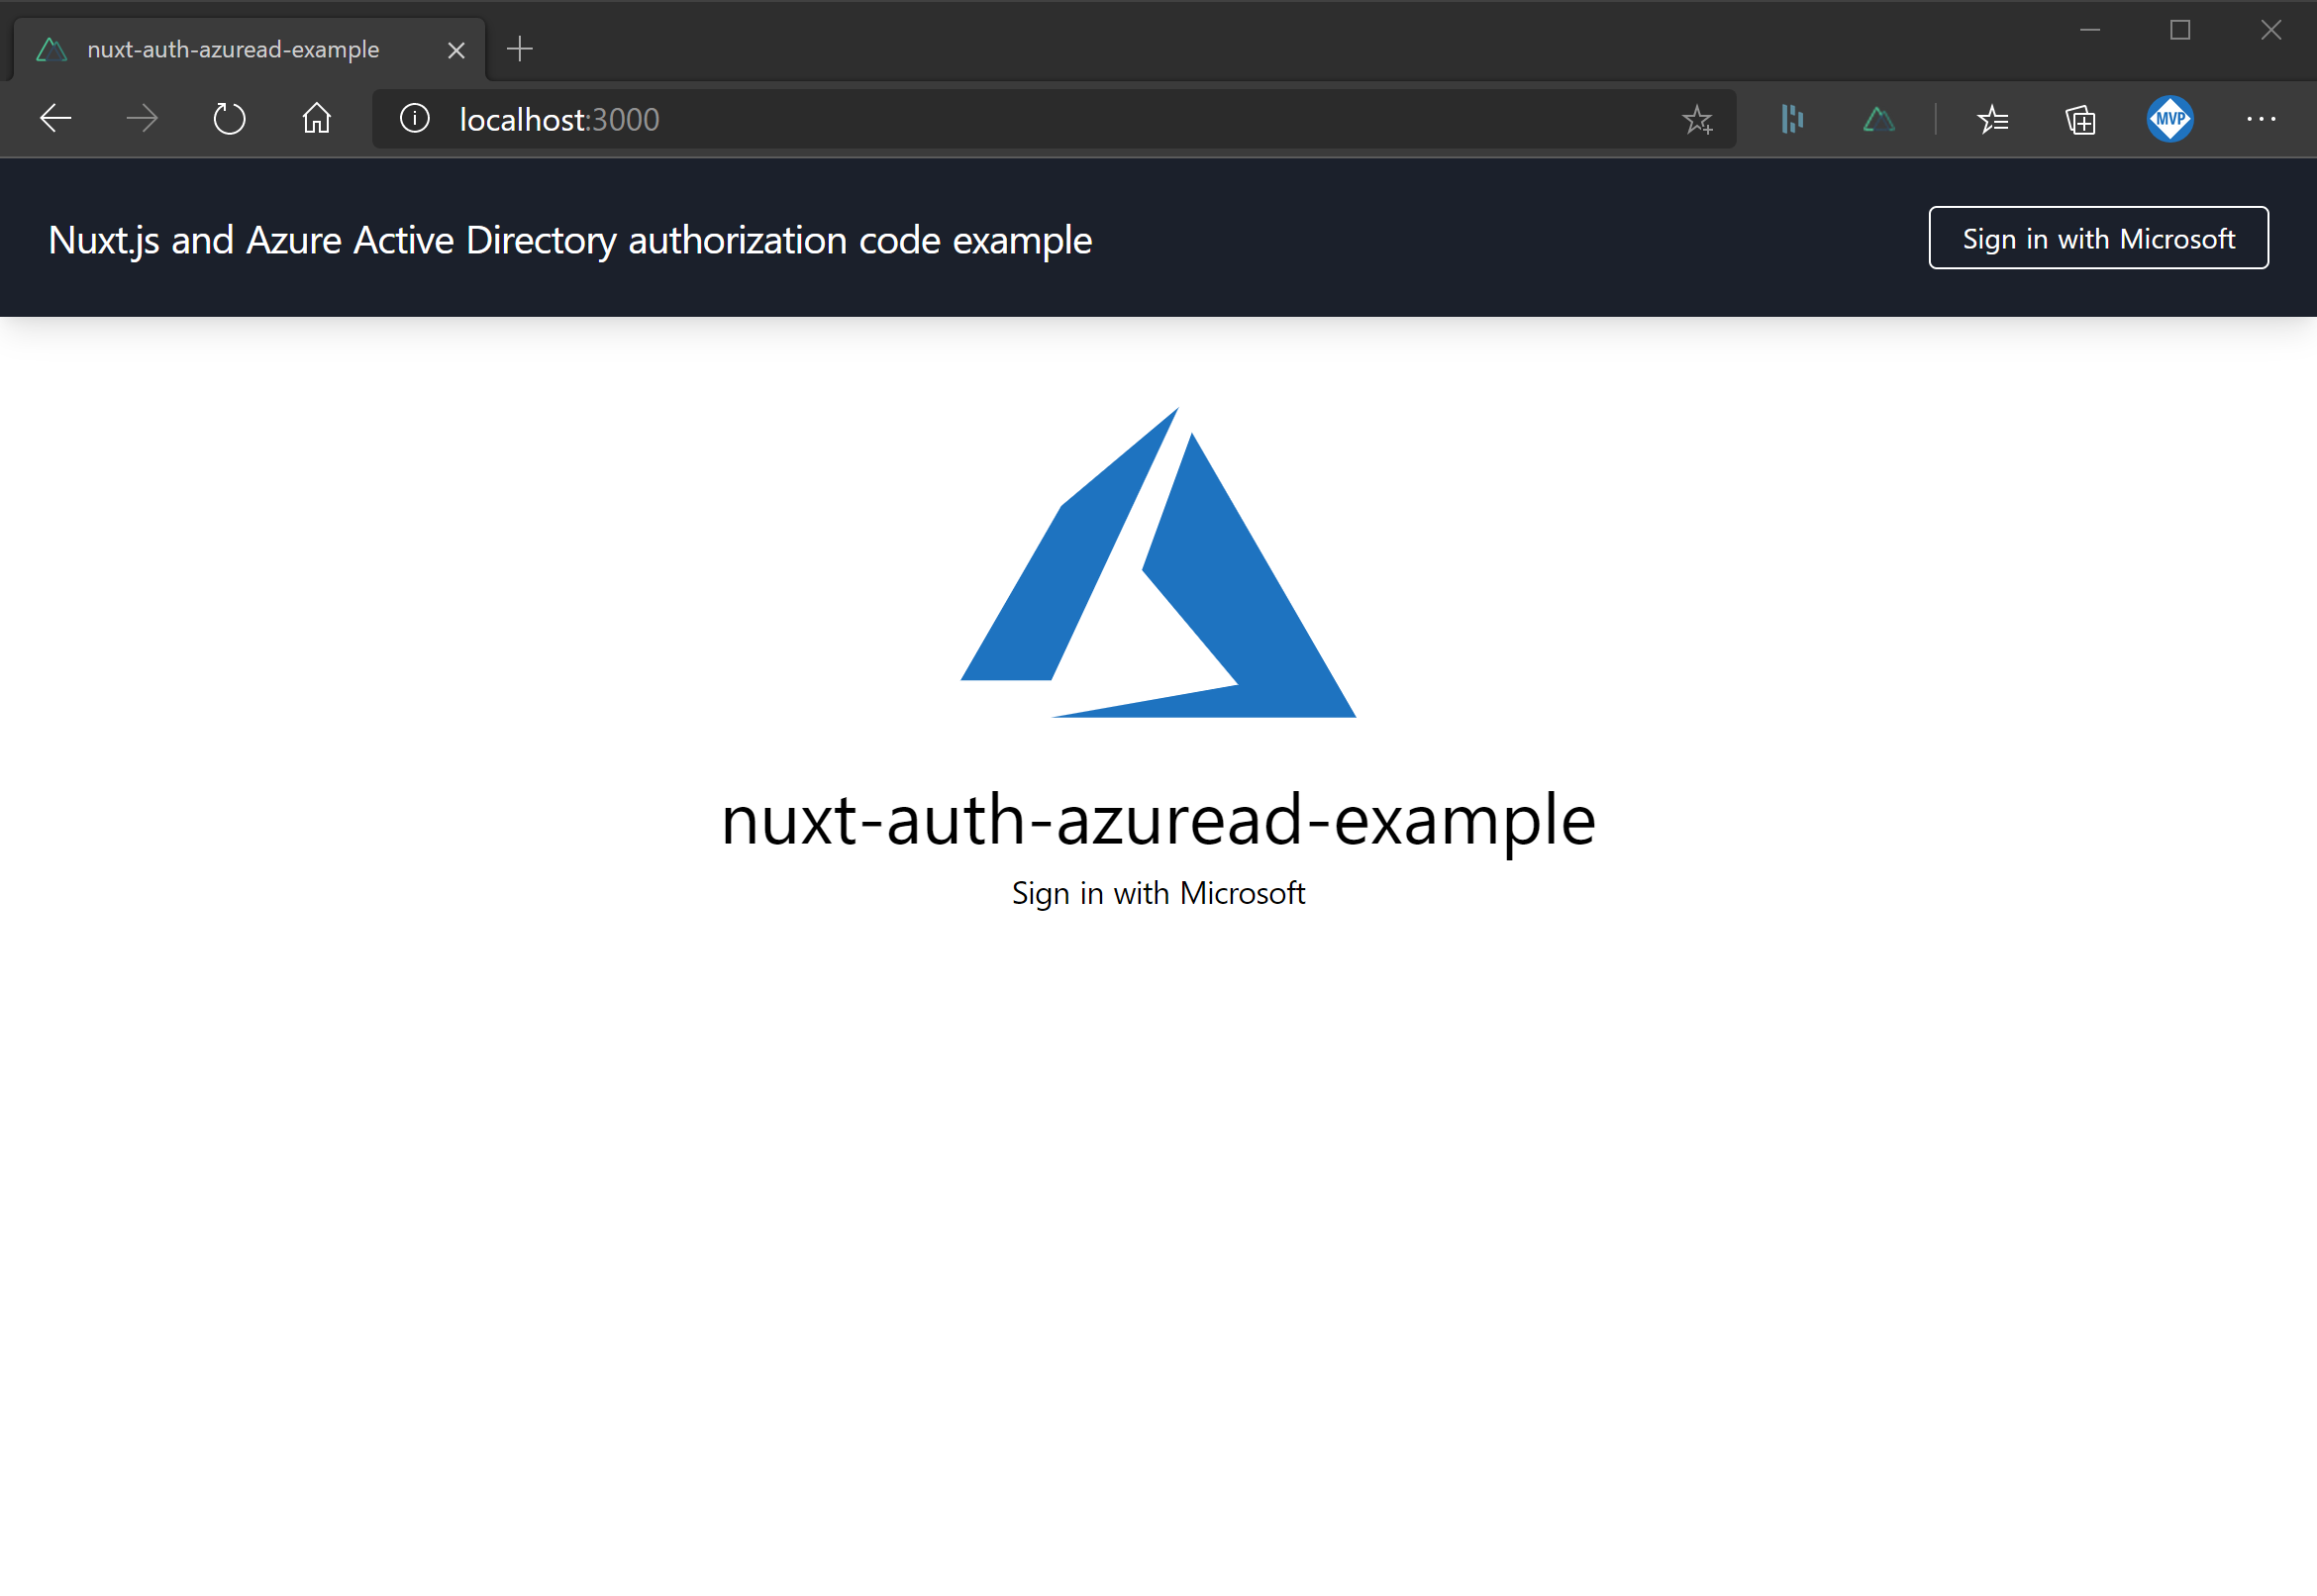 nuxt-auth-azuread-example
localhost:3000
MVP
Nuxt.js and Azure Active Directory authorization code example
Sign in with Microsoft
nuxt-auth-azuread-example
Sign in with Microsoft